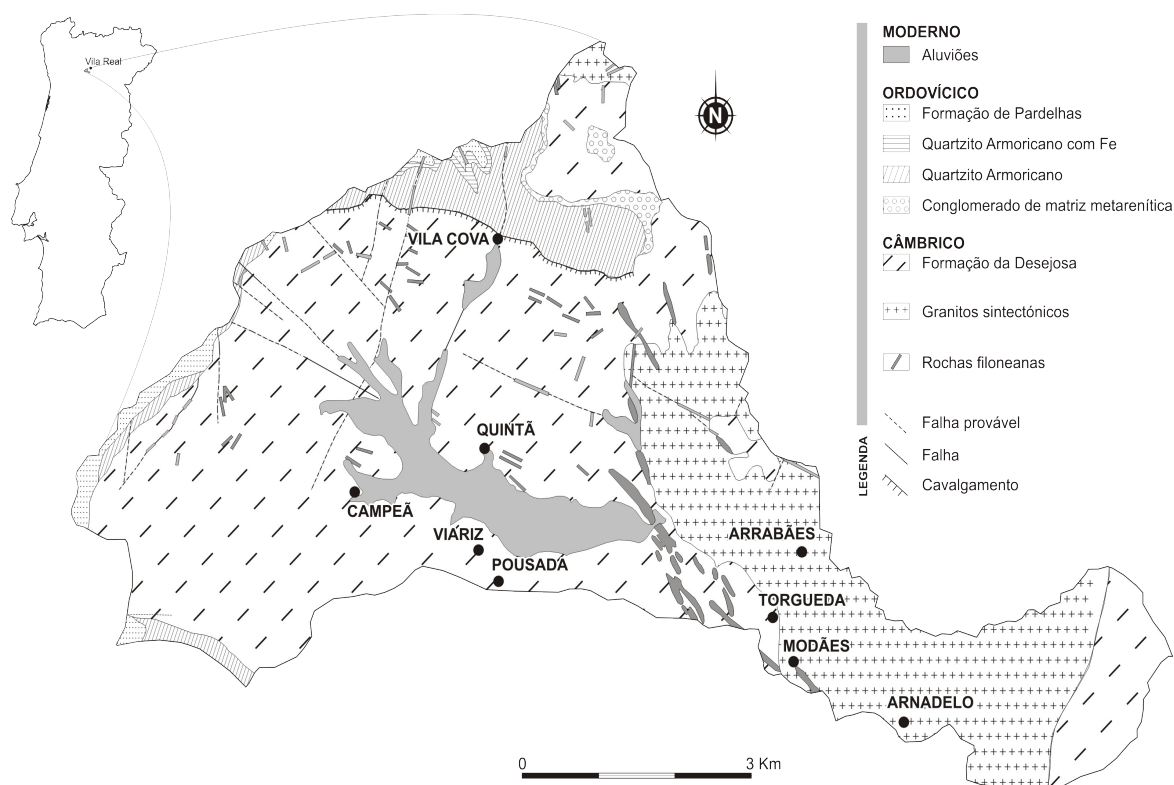 Vila Real
N
VILA COVA
QUINTÃ
CAMPEÃ
VIARIZ
POUSADA
ARRABÃES
TORGUEDA
MODÃES
ARNADELO
0 3 Km
MODERNO
Aluviões
ORDOVÍCICO
Formação de Pardelhas
Quartzito Armoricano com Fe
Quartzito Armoricano
Conglomerado de matriz metarenítica
CÂMBRICO
Formação da Desejosa
Granitos sintectónicos
Rochas filoneanas
Falha provável
Falha
Cavalgamento
LEGENDA